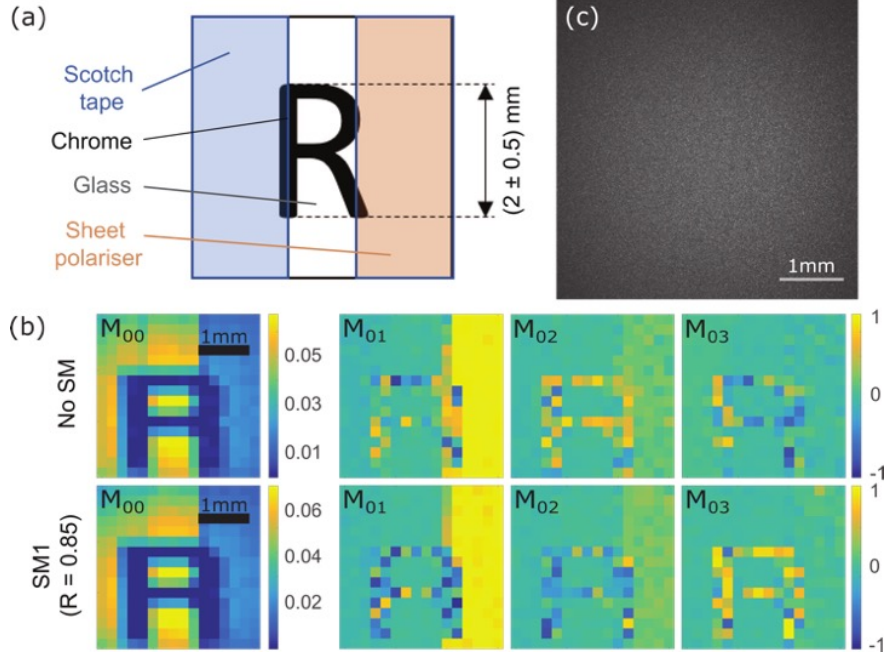 (a)
Scotch
tape
Chrome
Glass
Sheet
polariser
R
(2 ± 0.5) mm
(c)
1mm
(b)
No SM
M00
1mm
0.05
0.03
0.01
M01
M02
M03
1
0
-1
SM1
(R = 0.85)
M00
1mm
0.06
0.04
0.02
M01
M02
M03
1
0
-1